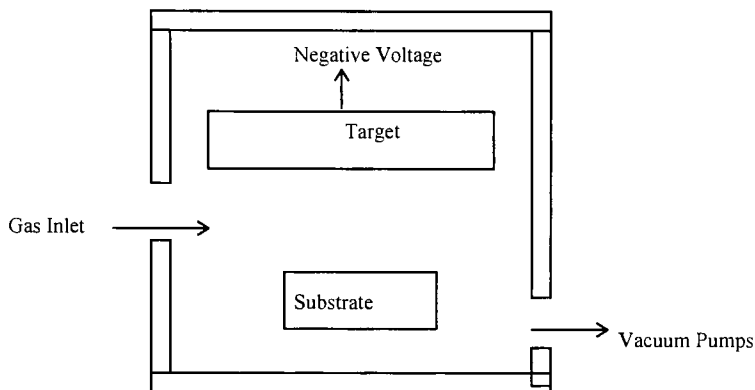 Negative Voltage
Target
Gas Inlet
Substrate
Vacuum Pumps